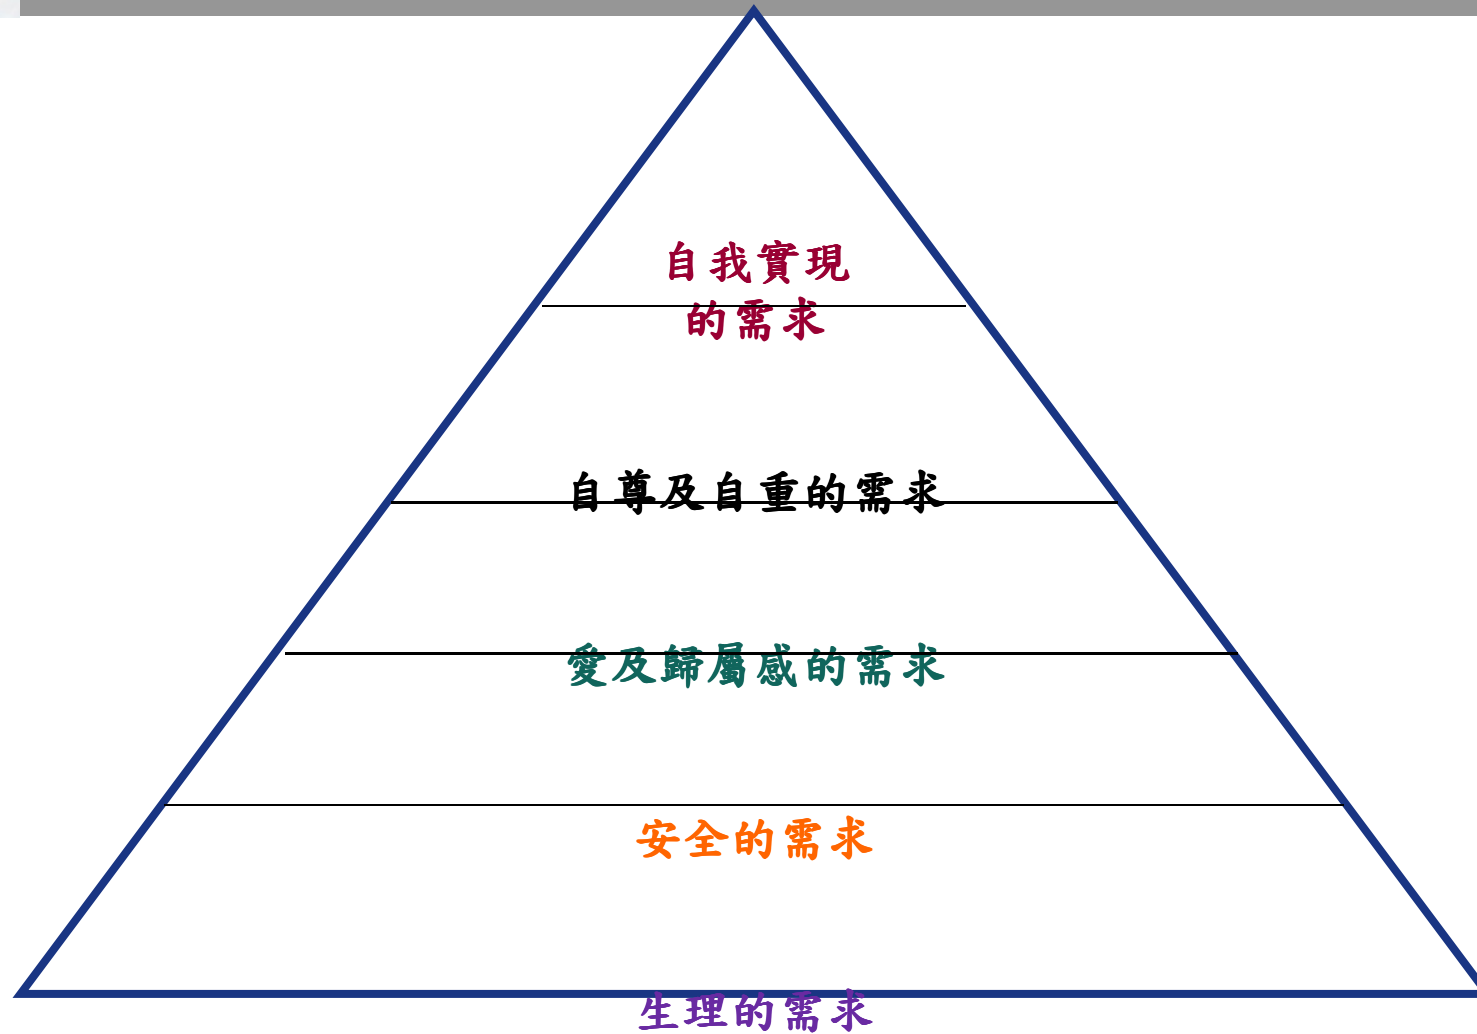 自我實現
的需求
自尊及自重的需求
愛及歸屬感的需求
安全的需求
生理的需求